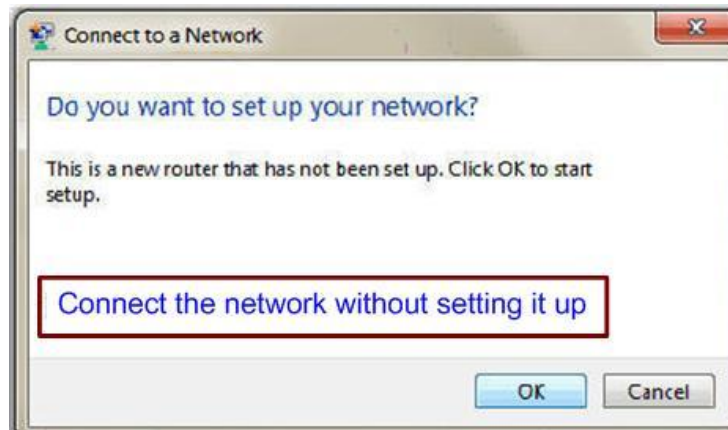 Connect to a Network
Do you want to set up your network?
This is a new router that has not been set up. Click OK to start
setup.
Connect the network without setting it up
OK
Cancel